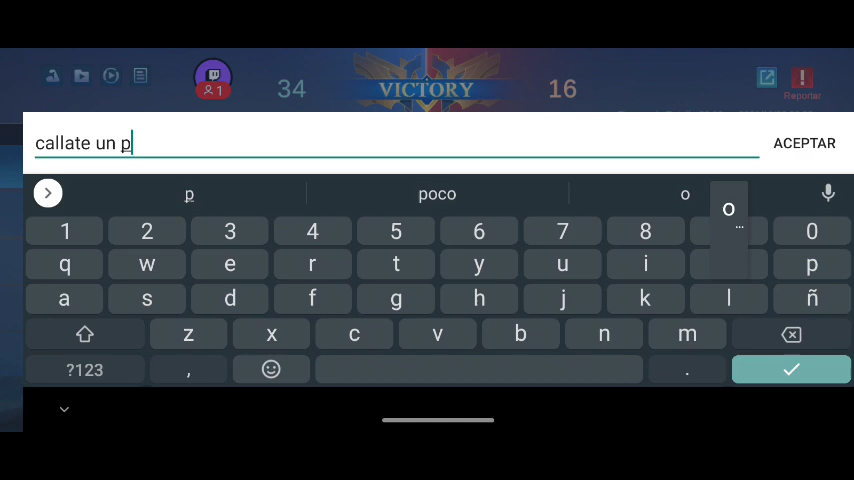 1
34
VICTORY
16
Reportar
callate un p
ACEPTAR
p
poco
o
o
...
1 2 3 4 5 6 7 8 0
q w e r t y u i p
a s d f g h j k l ñ
z x c v b n m
?123 , .